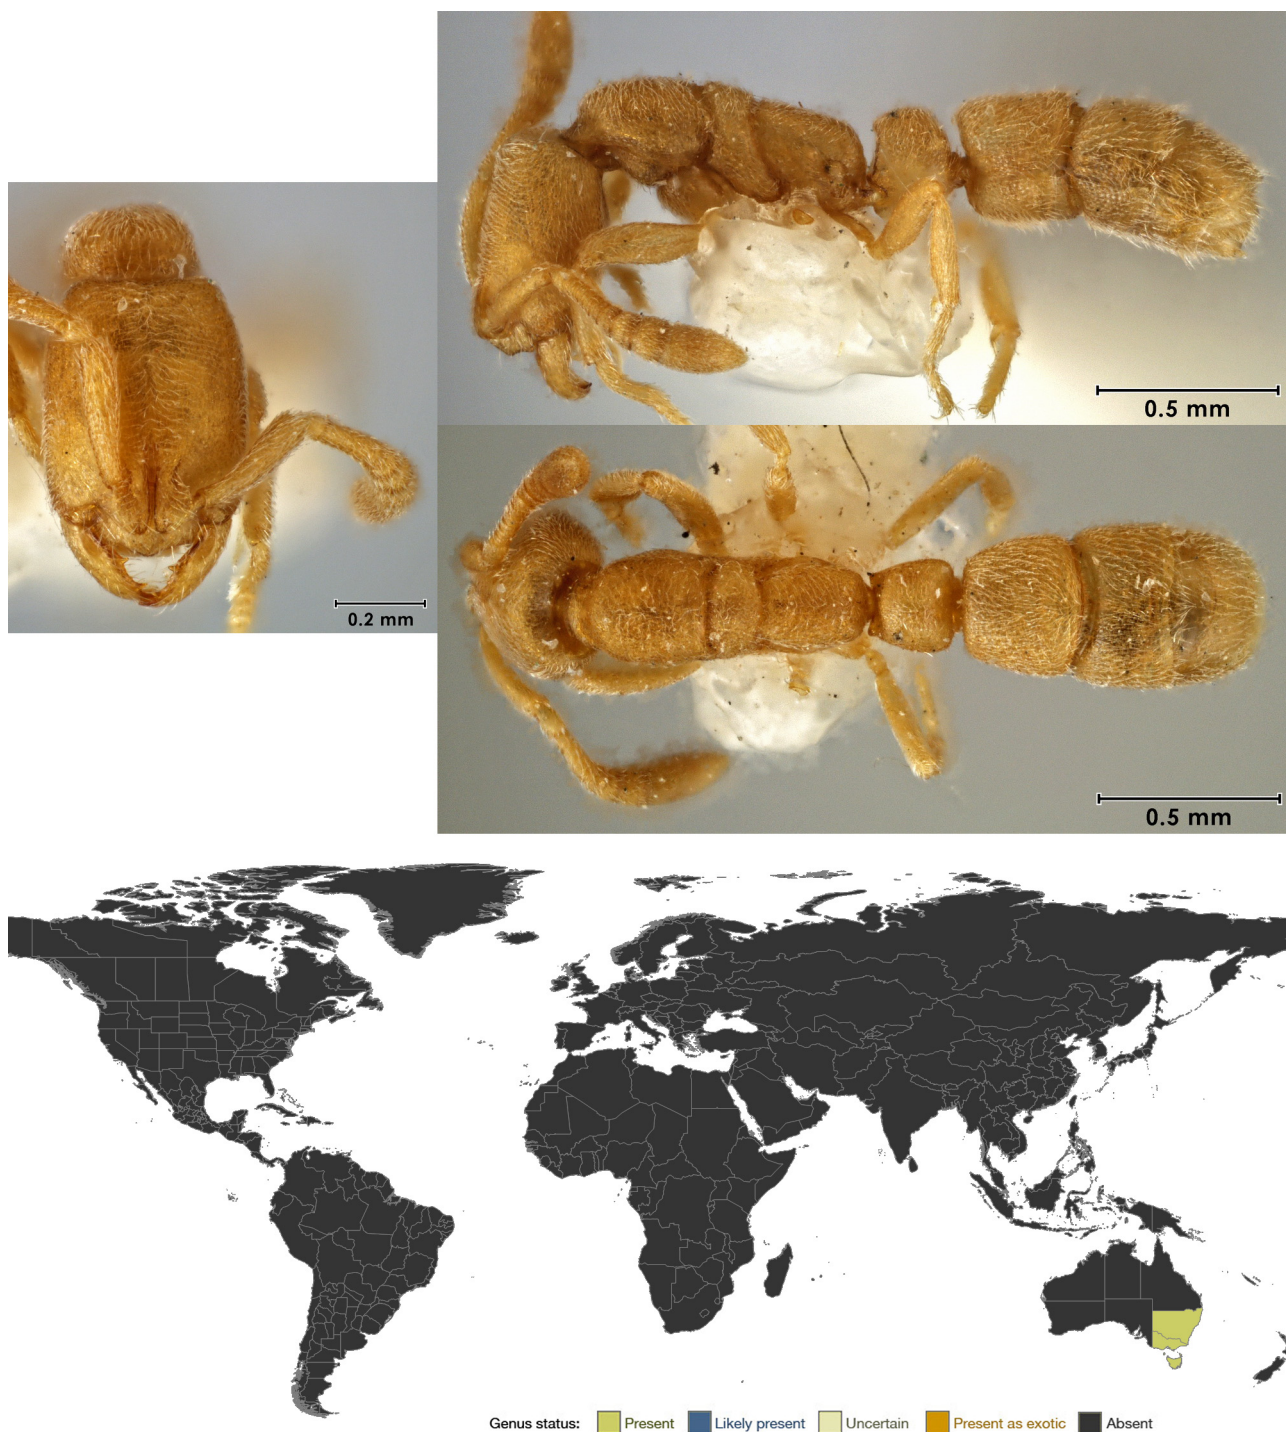 0.5 mm
0.2 mm
0.5 mm
Genus status: Present Likely present Uncertain Present as exotic Absent